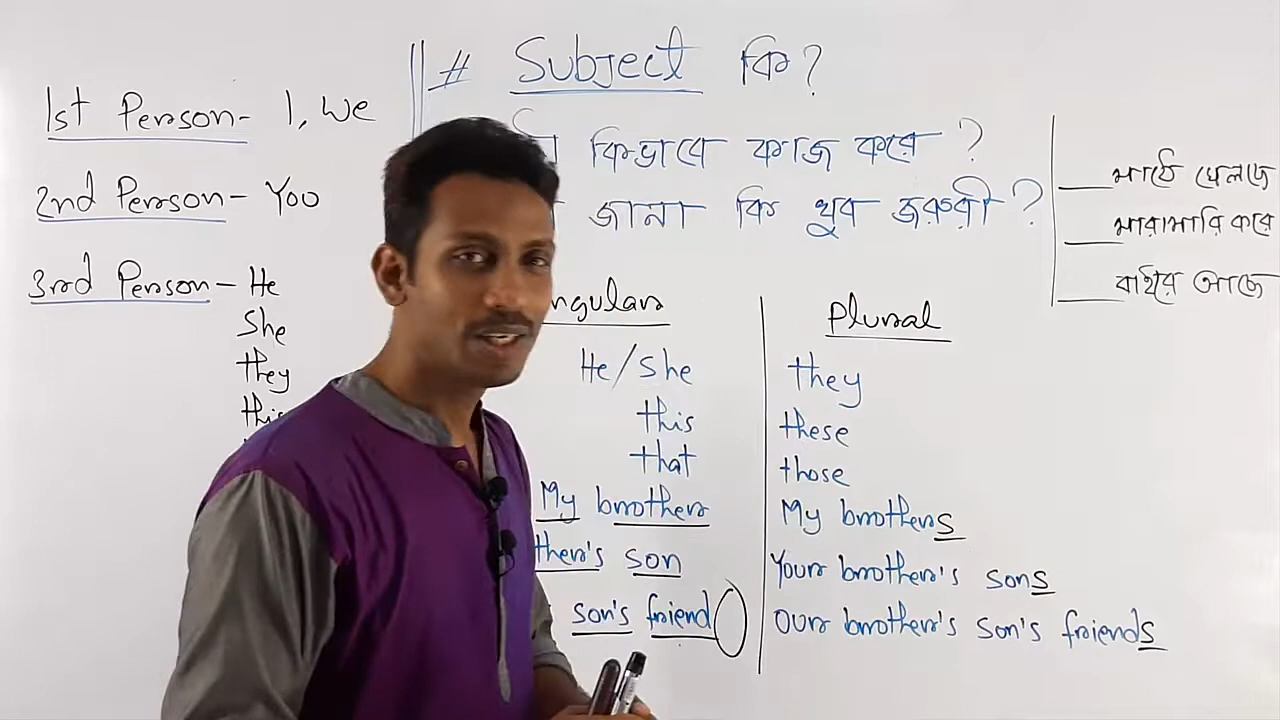 1st Person- I, We
2nd Person- You
3rd Person- He
She
they
this
# Subject কি?
কিভাবে কাজ করে ?
জানা কি খুব জরুরী ?
মাঠে খেলছে
মারামারি করে
বাইরে আছে
He/She
this
that
My brother
son
son's friend
Plural
they
these
those
My brothers
Your brother's sons
Our brother's son's friends